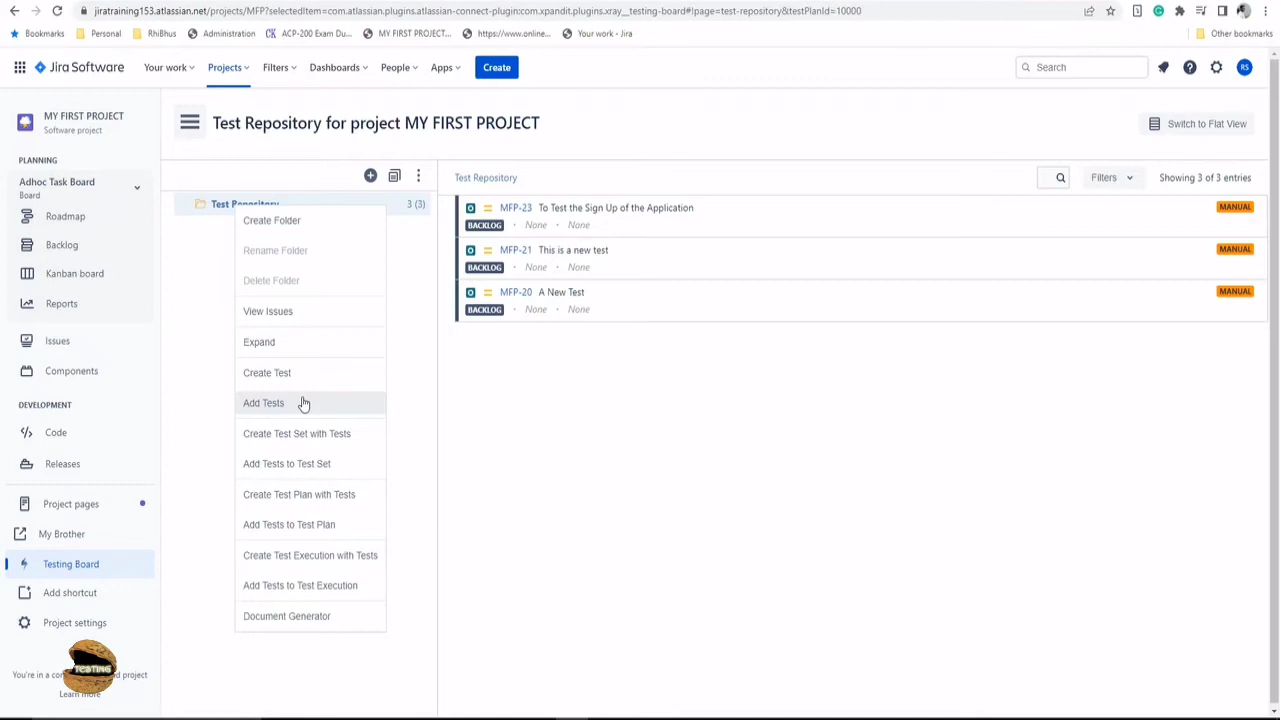 jiratraining153.atlassian.net/projects/MFP?selectedItem=com.atlassian.plugins.atlassian-connect-plugin:com.xpandit.plugins.xray__testing-board#!page=test-repository&testPlanId=10000
Bookmarks Personal RhiBhus Administration ACP-200 Exam Du... MY FIRST PROJECT... https://www.online... Your work - Jira Other bookmarks
Jira Software Your work Projects Filters Dashboards People Apps Create Search RS
MY FIRST PROJECT
Software project
Test Repository for project MY FIRST PROJECT
Switch to Flat View
PLANNING
Adhoc Task Board
Board
Roadmap
Backlog
Kanban board
Reports
Issues
Components
DEVELOPMENT
Code
Releases
Project pages
My Brother
Testing Board
Add shortcut
Project settings
TESTING
You're in a
project
Learn more
Test Repository 3 (3)
Create Folder
Rename Folder
Delete Folder
View Issues
Expand
Create Test
Add Tests
Create Test Set with Tests
Add Tests to Test Set
Create Test Plan with Tests
Add Tests to Test Plan
Create Test Execution with Tests
Add Tests to Test Execution
Document Generator
Test Repository Filters Showing 3 of 3 entries
MFP-23 To Test the Sign Up of the Application MANUAL
BACKLOG · None · None
MFP-21 This is a new test MANUAL
BACKLOG · None · None
MFP-20 A New Test MANUAL
BACKLOG · None · None